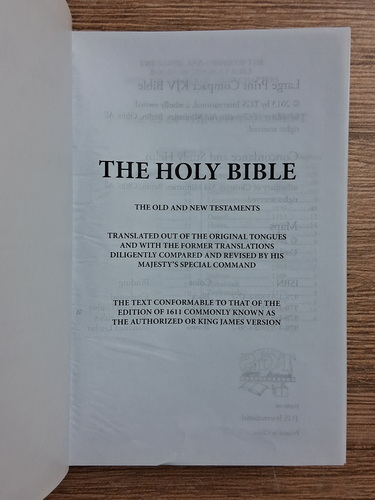 THE HOLY BIBLE
THE OLD AND NEW TESTAMENTS
TRANSLATED OUT OF THE ORIGINAL TONGUES
AND WITH THE FORMER TRANSLATIONS
DILIGENTLY COMPARED AND REVISED BY HIS
MAJESTY'S SPECIAL COMMAND
THE TEXT CONFORMABLE TO THAT OF THE
EDITION OF 1611 COMMONLY KNOWN AS
THE AUTHORIZED OR KING JAMES VERSION